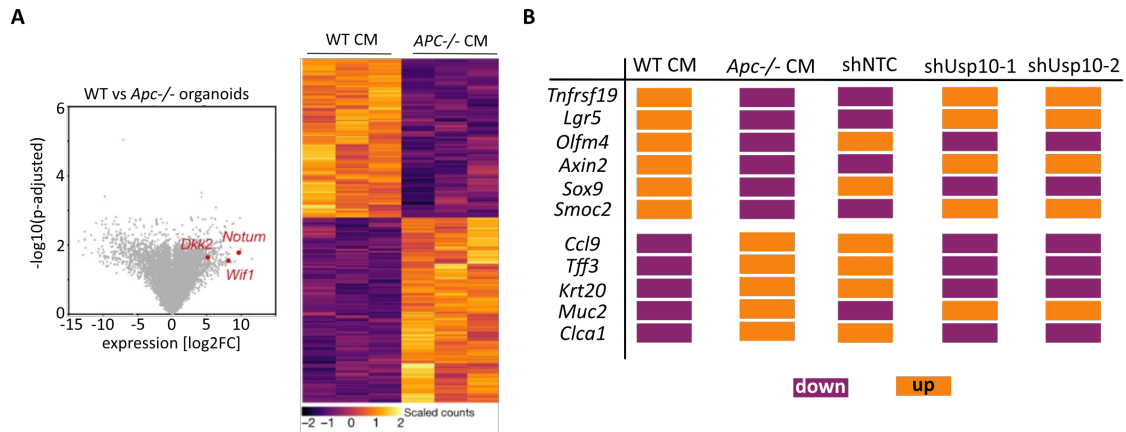 A
WT vs Apc-/- organoids
-log10(p-adjusted)
6
4
2
0
-15 -10 -5 0 5 10
expression [log2FC]
Dkk2
Notum
Wif1
WT CM APC-/- CM
-2 -1 0 1 2
Scaled counts
B
WT CM Apc-/- CM shNTC shUsp10-1 shUsp10-2
Tnfrsf19
Lgr5
Olfm4
Axin2
Sox9
Smoc2
Ccl9
Tff3
Krt20
Muc2
Clca1
down up